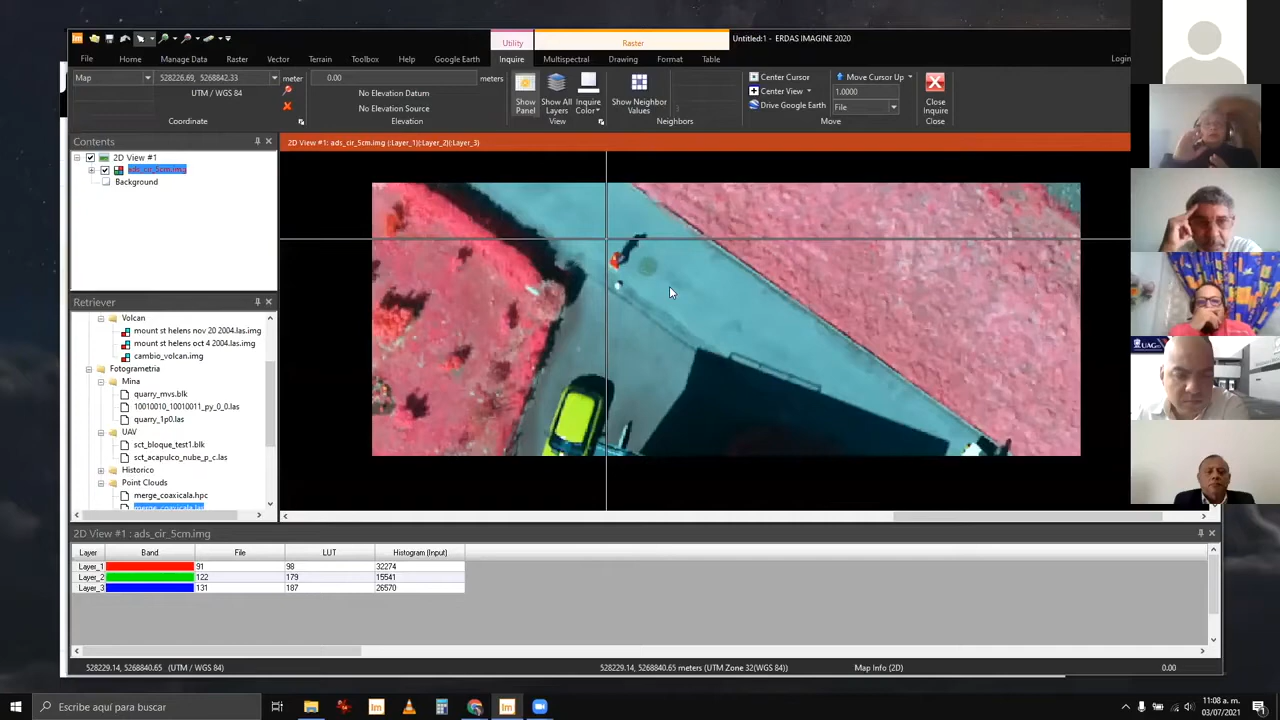 Utility
Raster
Untitled:1 - ERDAS IMAGINE 2020
File
Home
Manage Data
Raster
Vector
Terrain
Toolbox
Help
Google Earth
Inquire
Multispectral
Drawing
Format
Table
Login
Map
528226.69, 5268842.33
meter
UTM / WGS 84
Coordinate
0.00
meters
No Elevation Datum
No Elevation Source
Elevation
Show Panel
Show All Layers
Inquire Color
View
Show Neighbor Values
Neighbors
Center Cursor
Center View
Drive Google Earth
Move Cursor Up
1.0000
File
Move
Close Inquire
Close
Contents
2D View #1
ads_cir_5cm.img
Background
2D View #1: ads_cir_5cm.img (:Layer_1)(:Layer_2)(:Layer_3)
Retriever
Volcan
mount st helens nov 20 2004.las.img
mount st helens oct 4 2004.las.img
cambio_volcan.img
Fotogrametria
Mina
quarry_mvs.blk
10010010_10010011_py_0_0.las
quarry_1p0.las
UAV
sct_bloque_test1.blk
sct_acapulco_nube_p_c.las
Historico
Point Clouds
merge_coaxicala.hpc
merge_coaxicala.las
UAG
2D View #1 : ads_cir_5cm.img
Layer Band File LUT Histogram (Input)
Layer_1 91 98 32274
Layer_2 122 179 15541
Layer_3 131 187 26570
528229.14, 5268840.65 (UTM / WGS 84)
528229.14, 5268840.65 meters (UTM Zone 32(WGS 84))
Map Info (2D)
0.00
Escribe aquí para buscar
11:08 a. m.
03/07/2021